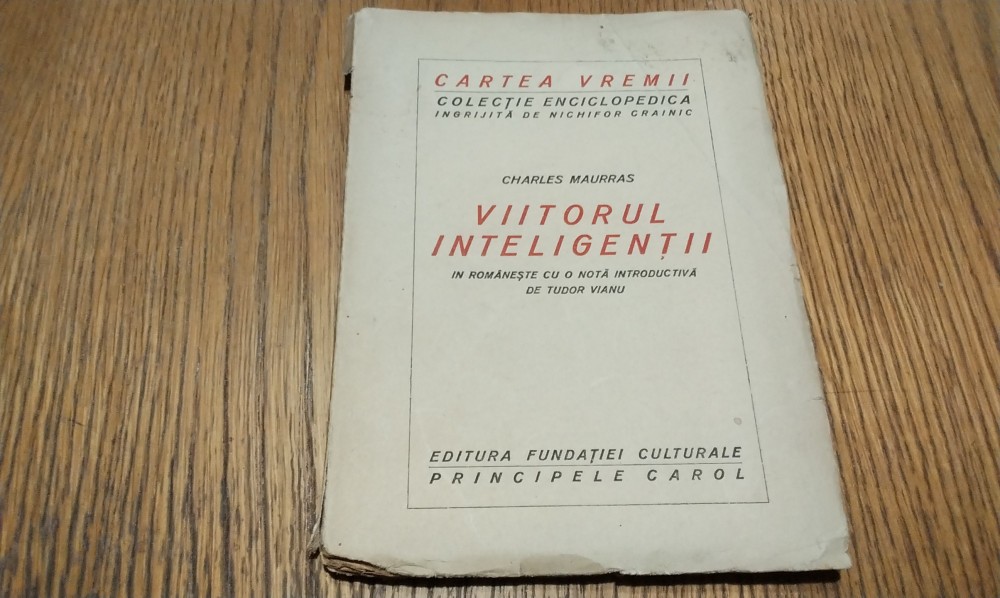 CARTEA VREMII
COLECȚIE ENCICLOPEDICA
INGRIJITĂ DE NICHIFOR CRAINIC
CHARLES MAURRAS
VIITORUL
INTELIGENȚII
IN ROMÂNEȘTE CU O NOTĂ INTRODUCTIVĂ
DE TUDOR VIANU
EDITURA FUNDAȚIEI CULTURALE
PRINCIPELE CAROL